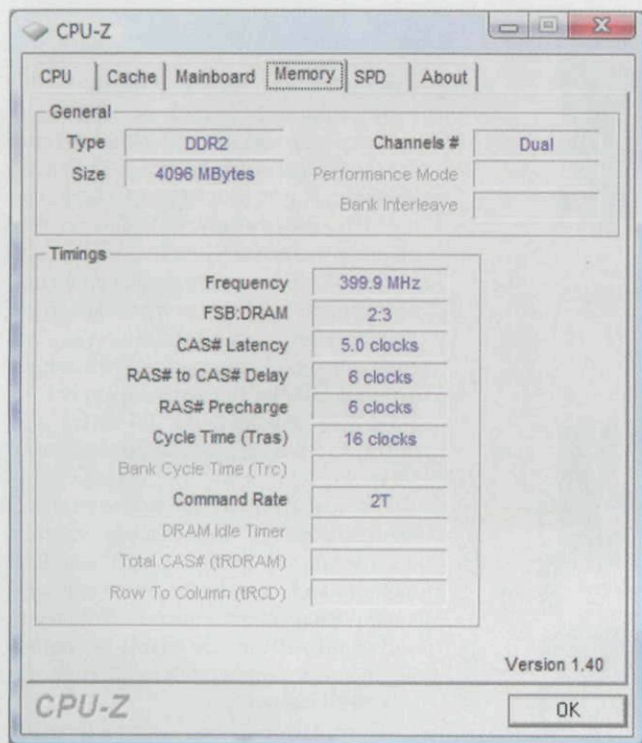 CPU-Z
CPU Cache Mainboard Memory SPD About
General
Type DDR2 Channels # Dual
Size 4096 MBytes Performance Mode
Bank Interleave
Timings
Frequency 399.9 MHz
FSB:DRAM 2:3
CAS# Latency 5.0 clocks
RAS# to CAS# Delay 6 clocks
RAS# Precharge 6 clocks
Cycle Time (Tras) 16 clocks
Bank Cycle Time (Trc)
Command Rate 2T
DRAM Idle Timer
Total CAS# (tRDRAM)
Row To Column (tRCD)
Version 1.40
CPU-Z OK